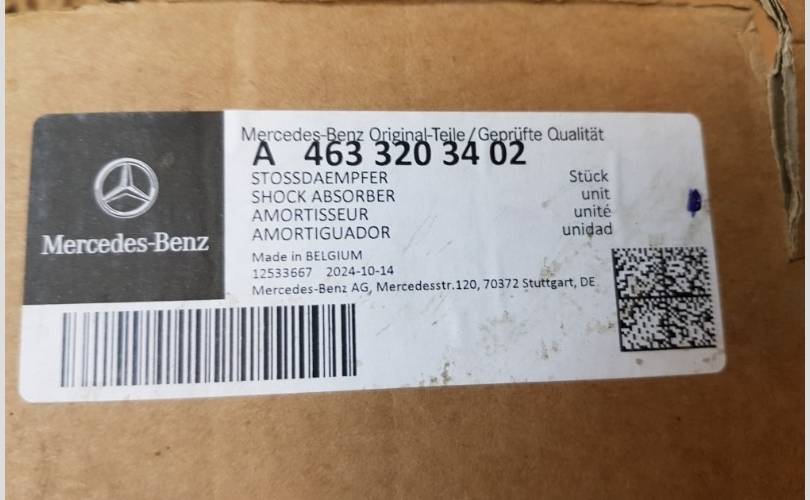 Mercedes-Benz
Mercedes-Benz Original-Teile / Geprüfte Qualität
A 463 320 34 02
STOSSDAEMPFER Stück
SHOCK ABSORBER unit
AMORTISSEUR unité
AMORTIGUADOR unidad
Made in BELGIUM
12533667 2024-10-14
Mercedes-Benz AG, Mercedesstr.120, 70372 Stuttgart, DE